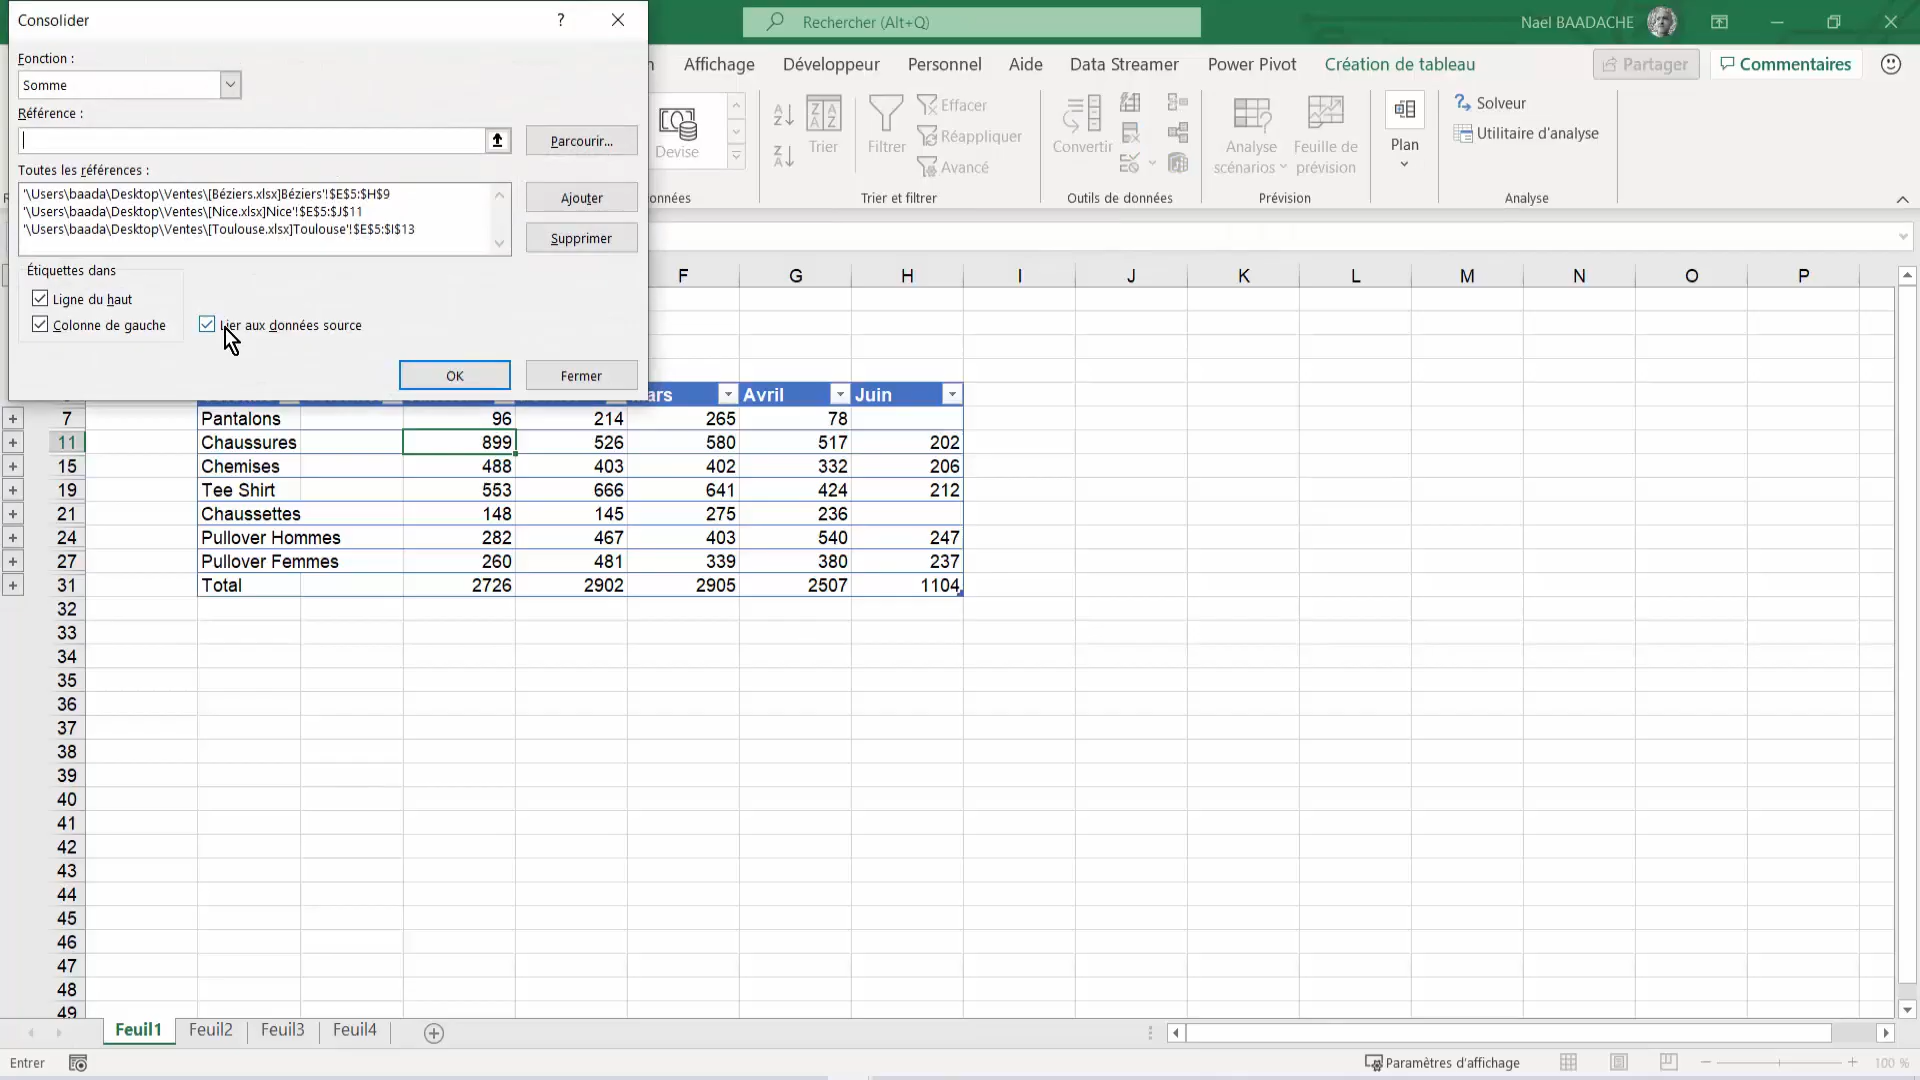 Consolider
?
Fonction :
Somme
Référence :
Parcourir...
Toutes les références :
'\Users\baada\Desktop\Ventes\[Béziers.xlsx]Béziers'!$E$5:$H$9
'\Users\baada\Desktop\Ventes\[Nice.xlsx]Nice'!$E$5:$J$11
'\Users\baada\Desktop\Ventes\[Toulouse.xlsx]Toulouse'!$E$5:$I$13
Ajouter
Supprimer
Étiquettes dans
Ligne du haut
Colonne de gauche
Lier aux données source
OK
Fermer
Rechercher (Alt+Q)
Nael BAADACHE
Affichage Développeur Personnel Aide Data Streamer Power Pivot Création de tableau
Partager
Commentaires
Devise
Trier
Filtrer
Effacer
Réappliquer
Avancé
Convertir
Analyse scénarios
Feuille de prévision
Plan
Solveur
Utilitaire d'analyse
onnées
Trier et filtrer
Outils de données
Prévision
Analyse
F G H I J K L M N O P
ars Avril Juin
7 Pantalons 96 214 265 78
11 Chaussures 899 526 580 517 202
15 Chemises 488 403 402 332 206
19 Tee Shirt 553 666 641 424 212
21 Chaussettes 148 145 275 236
24 Pullover Hommes 282 467 403 540 247
27 Pullover Femmes 260 481 339 380 237
31 Total 2726 2902 2905 2507 1104
32
33
34
35
36
37
38
39
40
41
42
43
44
45
46
47
48
49
Feuil1 Feuil2 Feuil3 Feuil4
Entrer
Paramètres d'affichage
100 %